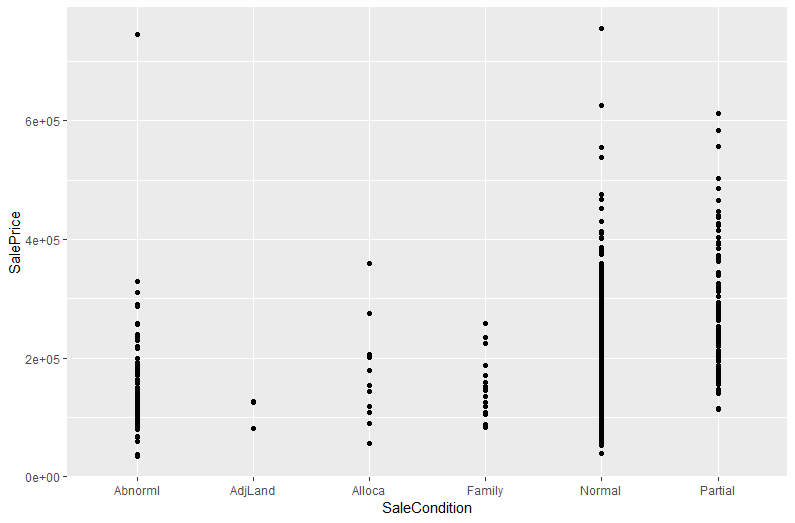 SalePrice
6e+05
4e+05
2e+05
0e+00
Abnorml AdjLand Alloca Family Normal Partial
SaleCondition